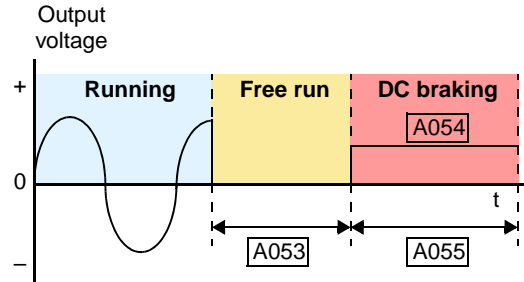 Output
voltage
+
Running
Free run
DC braking
A054
0
t
A053
A055
–